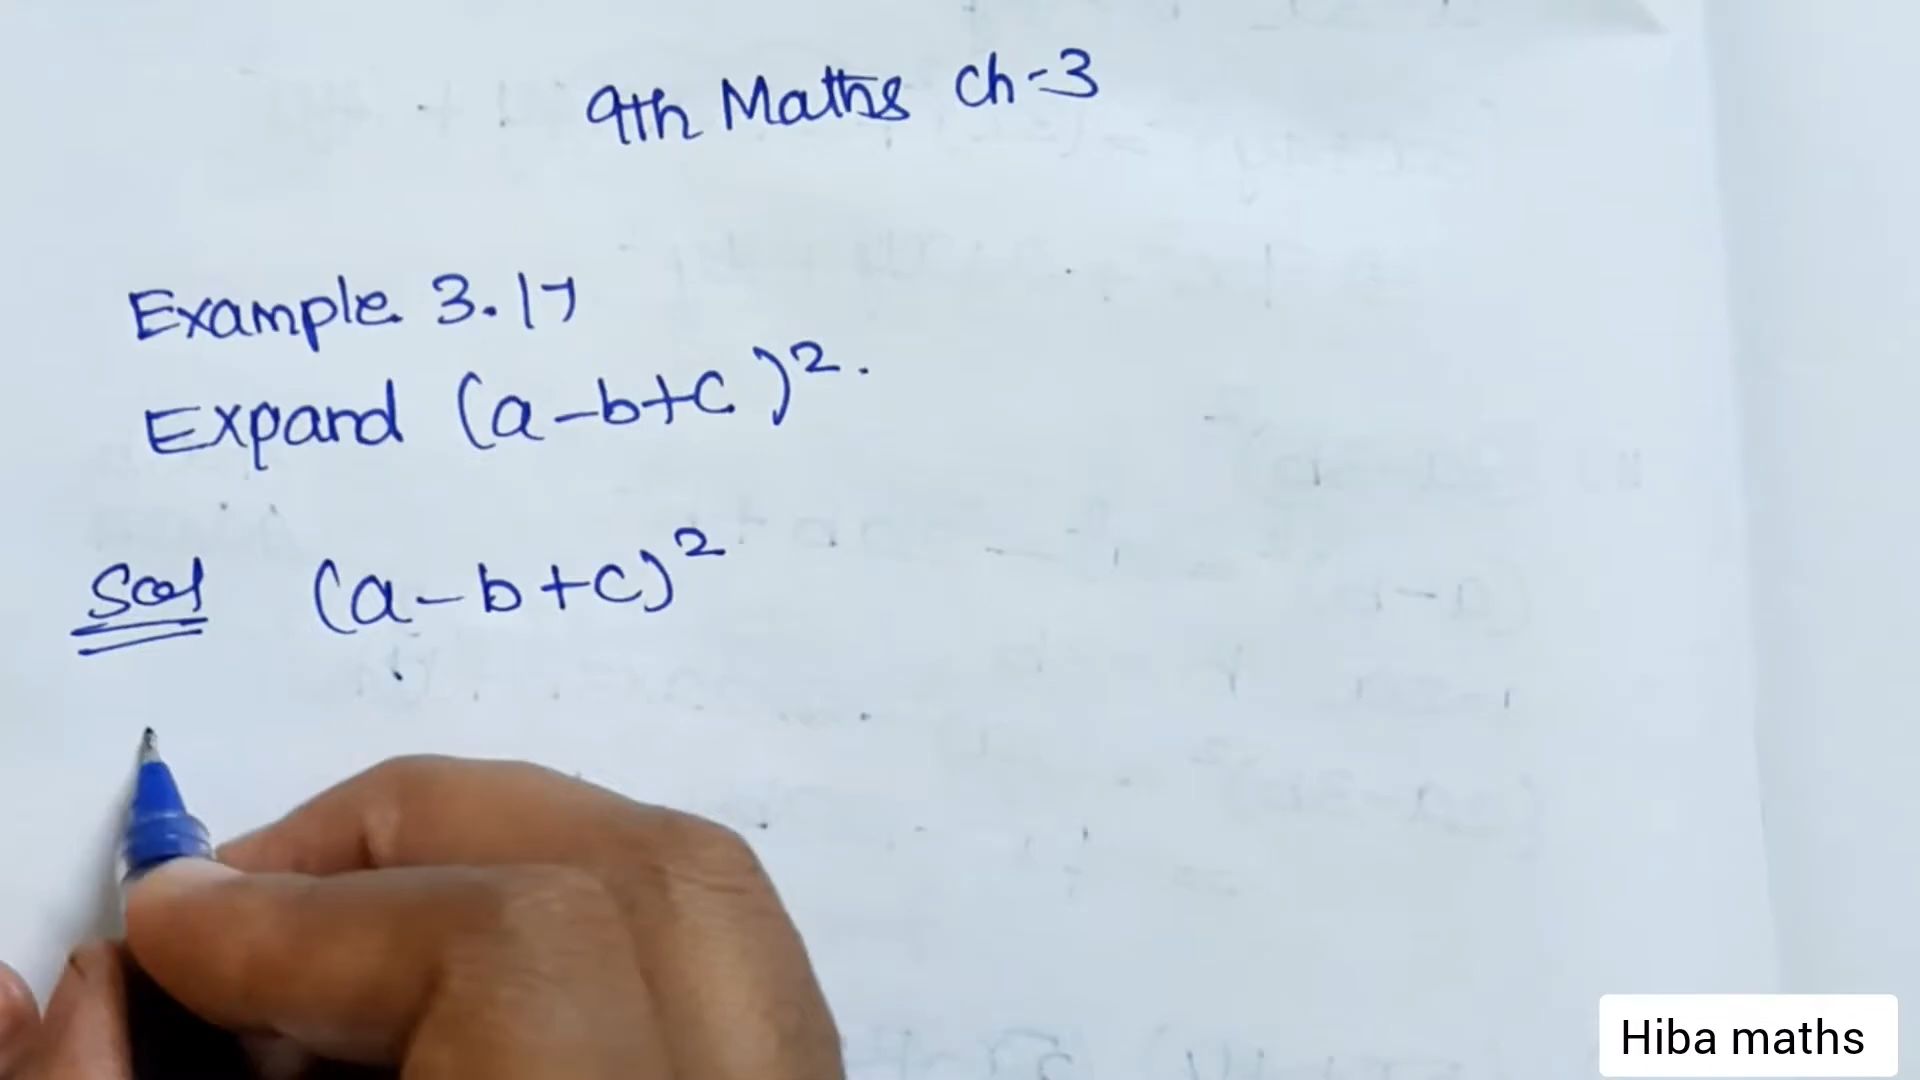 9th Maths Ch-3
Example 3.17
Expand (a-b+c)².
Sol (a-b+c)²
Hiba maths